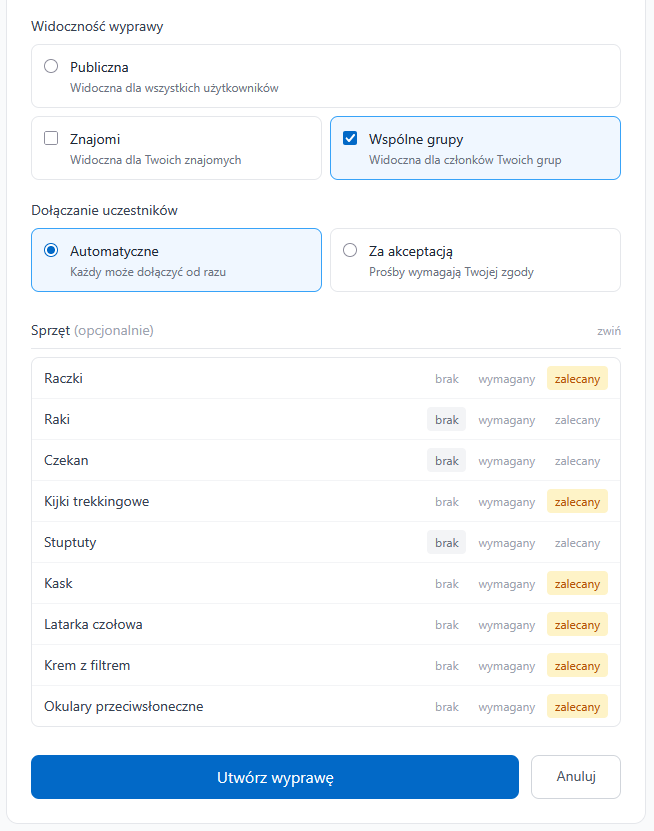 Widoczność wyprawy
Publiczna
Widoczna dla wszystkich użytkowników
Znajomi
Widoczna dla Twoich znajomych
Wspólne grupy
Widoczna dla członków Twoich grup
Dołączanie uczestników
Automatyczne
Każdy może dołączyć od razu
Za akceptacją
Prośby wymagają Twojej zgody
Sprzęt (opcjonalnie) zwiń
Raczki brak wymagany zalecany
Raki brak wymagany zalecany
Czekan brak wymagany zalecany
Kijki trekkingowe brak wymagany zalecany
Stuptuty brak wymagany zalecany
Kask brak wymagany zalecany
Latarka czołowa brak wymagany zalecany
Krem z filtrem brak wymagany zalecany
Okulary przeciwsłoneczne brak wymagany zalecany
Utwórz wyprawę Anuluj